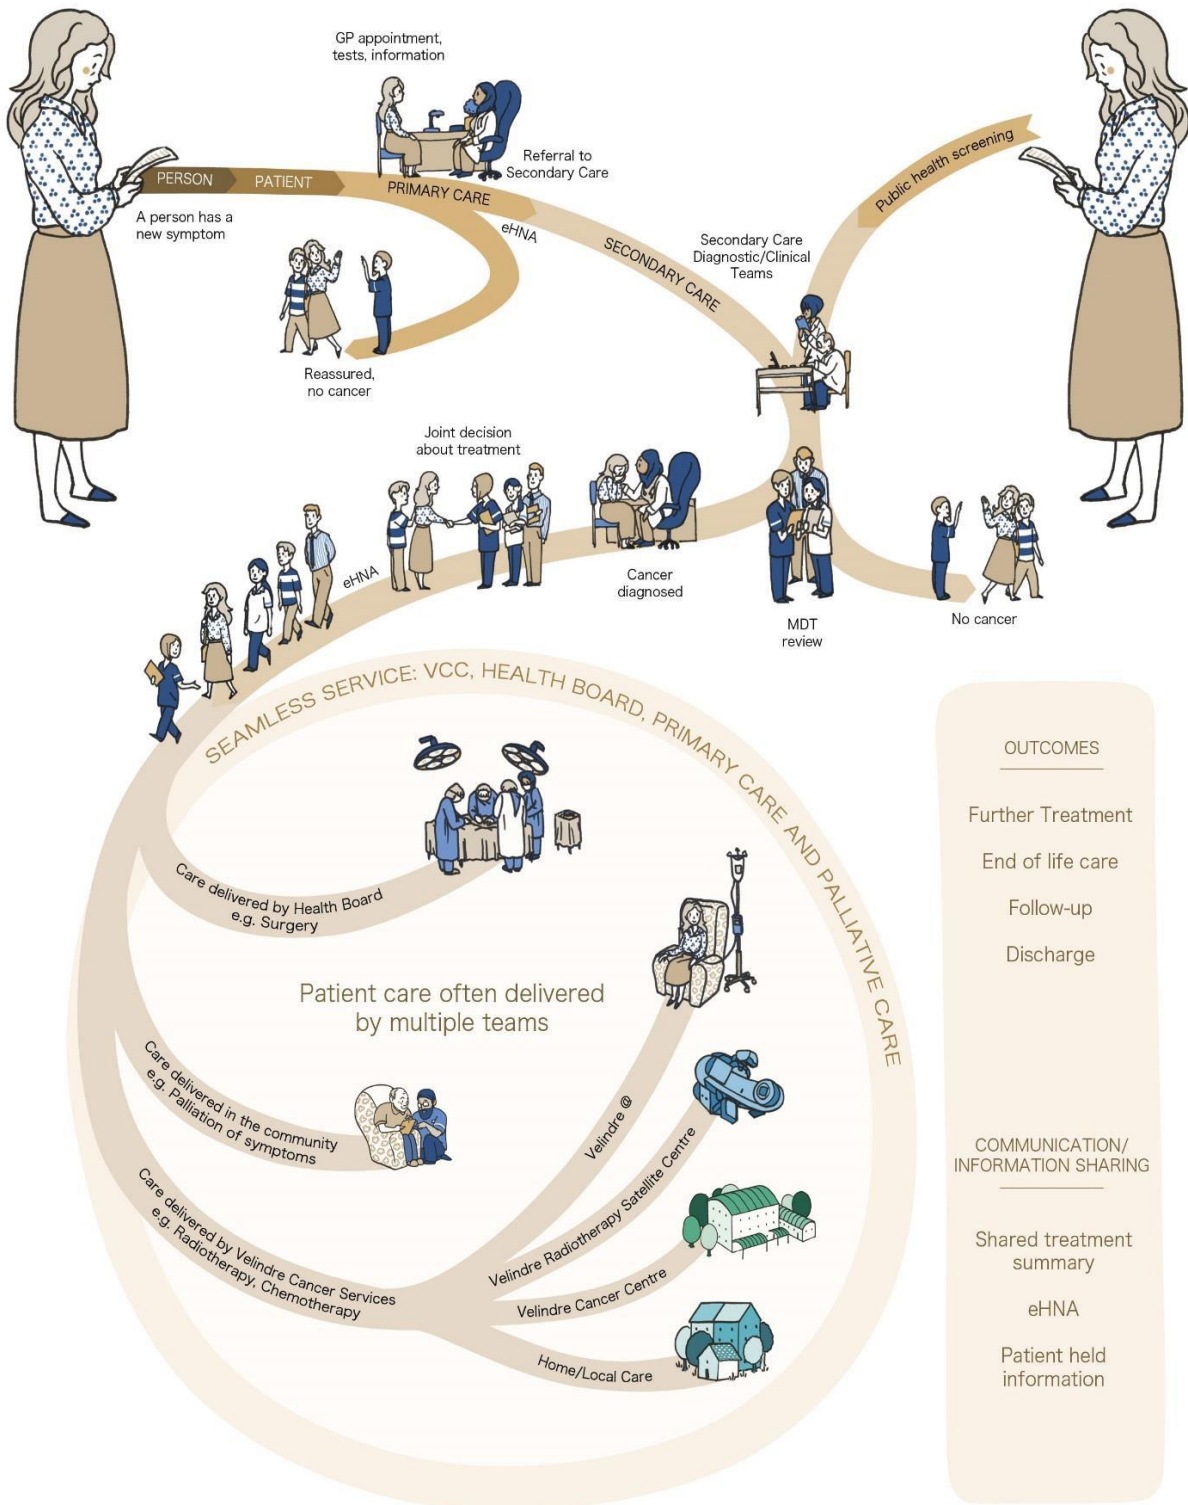 GP appointment,
tests, information
PERSON
PATIENT
PRIMARY CARE
Referral to
Secondary Care
A person has a
new symptom
eHNA
SECONDARY CARE
Reassured,
no cancer
Public health screening
Secondary Care
Diagnostic/Clinical
Teams
MDT
review
No cancer
Cancer
diagnosed
Joint decision
about treatment
eHNA
SEAMLESS SERVICE: VCC, HEALTH BOARD, PRIMARY CARE AND PALLIATIVE CARE
Care delivered by Health Board
e.g. Surgery
Patient care often delivered
by multiple teams
Care delivered in the community
e.g. Palliation of symptoms
Care delivered by Velindre Cancer Services
e.g. Radiotherapy, Chemotherapy
Velindre @
Velindre Radiotherapy Satellite Centre
Velindre Cancer Centre
Home/Local Care
OUTCOMES
Further Treatment
End of life care
Follow-up
Discharge
COMMUNICATION/
INFORMATION SHARING
Shared treatment
summary
eHNA
Patient held
information